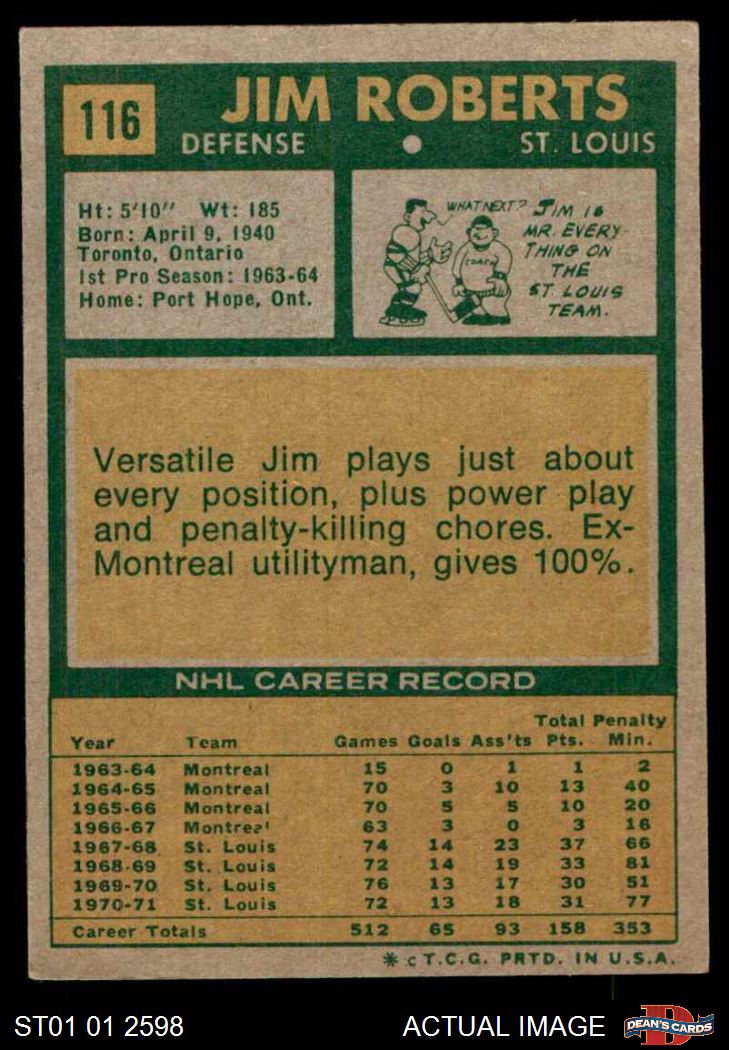 116
JIM ROBERTS
DEFENSE ST. LOUIS
Ht: 5'10" Wt: 185
Born: April 9, 1940
Toronto, Ontario
1st Pro Season: 1963-64
Home: Port Hope, Ont.
WHAT NEXT?
COACH
JIM IS
MR. EVERY-
THING ON
THE
ST. LOUIS
TEAM.
Versatile Jim plays just about
every position, plus power play
and penalty-killing chores. Ex-
Montreal utilityman, gives 100%.
NHL CAREER RECORD
Total Penalty
Year Team Games Goals Ass'ts Pts. Min.
1963-64 Montreal 15 0 1 1 2
1964-65 Montreal 70 3 10 13 40
1965-66 Montreal 70 5 5 10 20
1966-67 Montreal 63 3 0 3 16
1967-68 St. Louis 74 14 23 37 66
1968-69 St. Louis 72 14 19 33 81
1969-70 St. Louis 76 13 17 30 51
1970-71 St. Louis 72 13 18 31 77
Career Totals 512 65 93 158 353
* c T.C.G. PRTD. IN U.S.A.
ST01 01 2598 ACTUAL IMAGE
D
DEAN'S CARDS